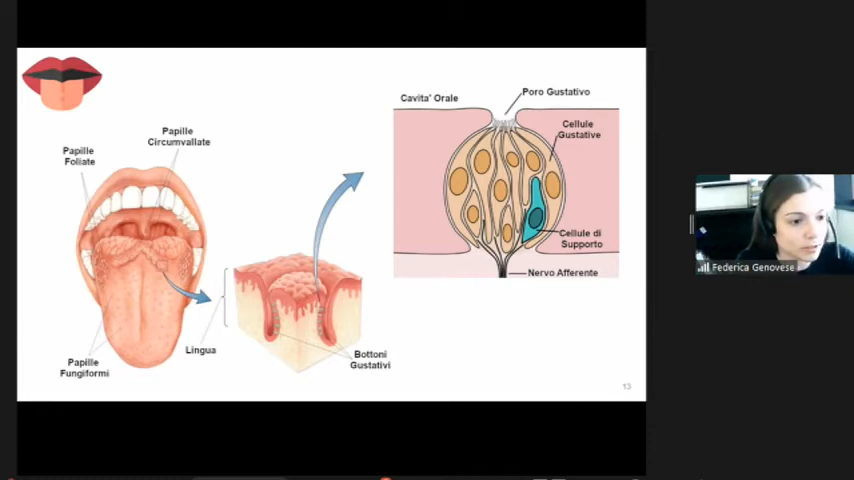 Papille
Circumvallate
Papille
Foliate
Papille
Fungiformi
Lingua
Bottoni
Gustativi
Cavita' Orale
Poro Gustativo
Cellule
Gustative
Cellule di
Supporto
Nervo Afferente
13
Federica Genovese